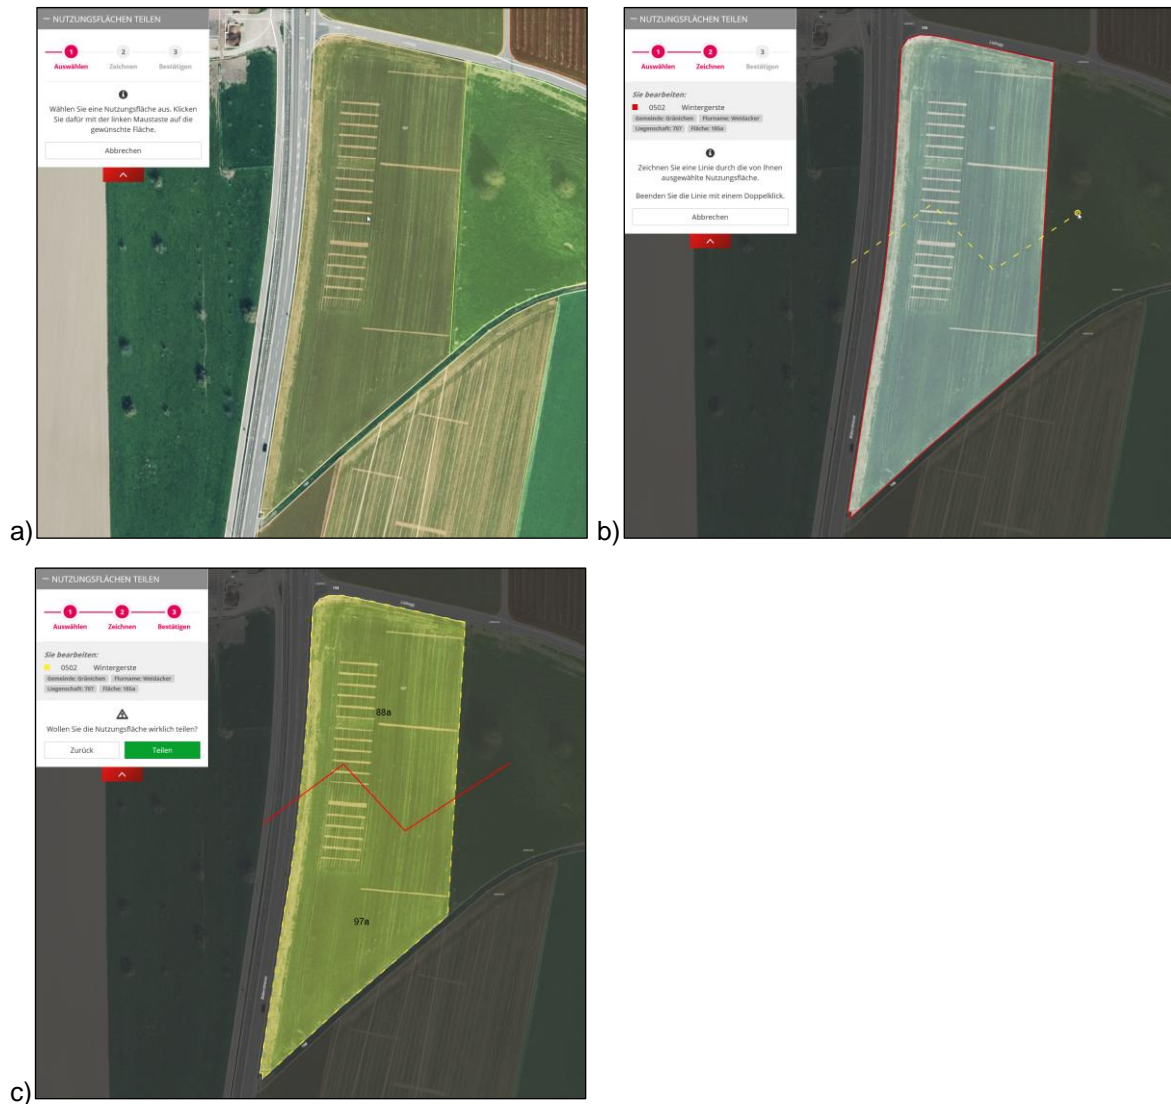 — NUTZUNGSFLÄCHEN TEILEN
1 2 3
Auswählen Zeichnen Bestätigen
Wählen Sie eine Nutzungsfläche aus. Klicken
Sie dafür mit der linken Maustaste auf die
gewünschte Fläche.
Abbrechen
a)
— NUTZUNGSFLÄCHEN TEILEN
1 2 3
Auswählen Zeichnen Bestätigen
Sie bearbeiten:
0502 Wintergerste
Gemeinde: Gränichen Flurname: Weidacker
Liegenschaft: 707 Fläche: 185a
Zeichnen Sie eine Linie durch die von Ihnen
ausgewählte Nutzungsfläche.
Beenden Sie die Linie mit einem Doppelklick.
Abbrechen
b)
— NUTZUNGSFLÄCHEN TEILEN
1 2 3
Auswählen Zeichnen Bestätigen
Sie bearbeiten:
0502 Wintergerste
Gemeinde: Gränichen Flurname: Weidacker
Liegenschaft: 707 Fläche: 185a
Wollen Sie die Nutzungsfläche wirklich teilen?
Zurück Teilen
88a
97a
c)